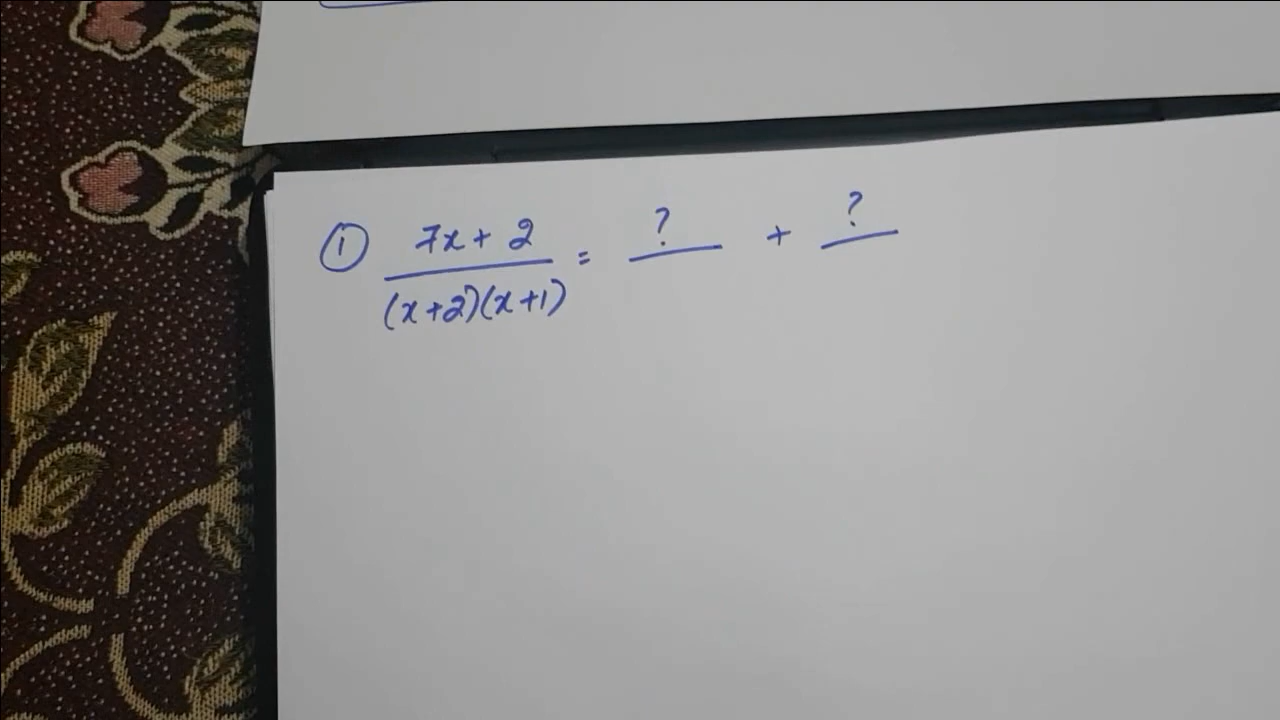 ① (7x + 2)/((x+2)(x+1)) = ?/ + ?/